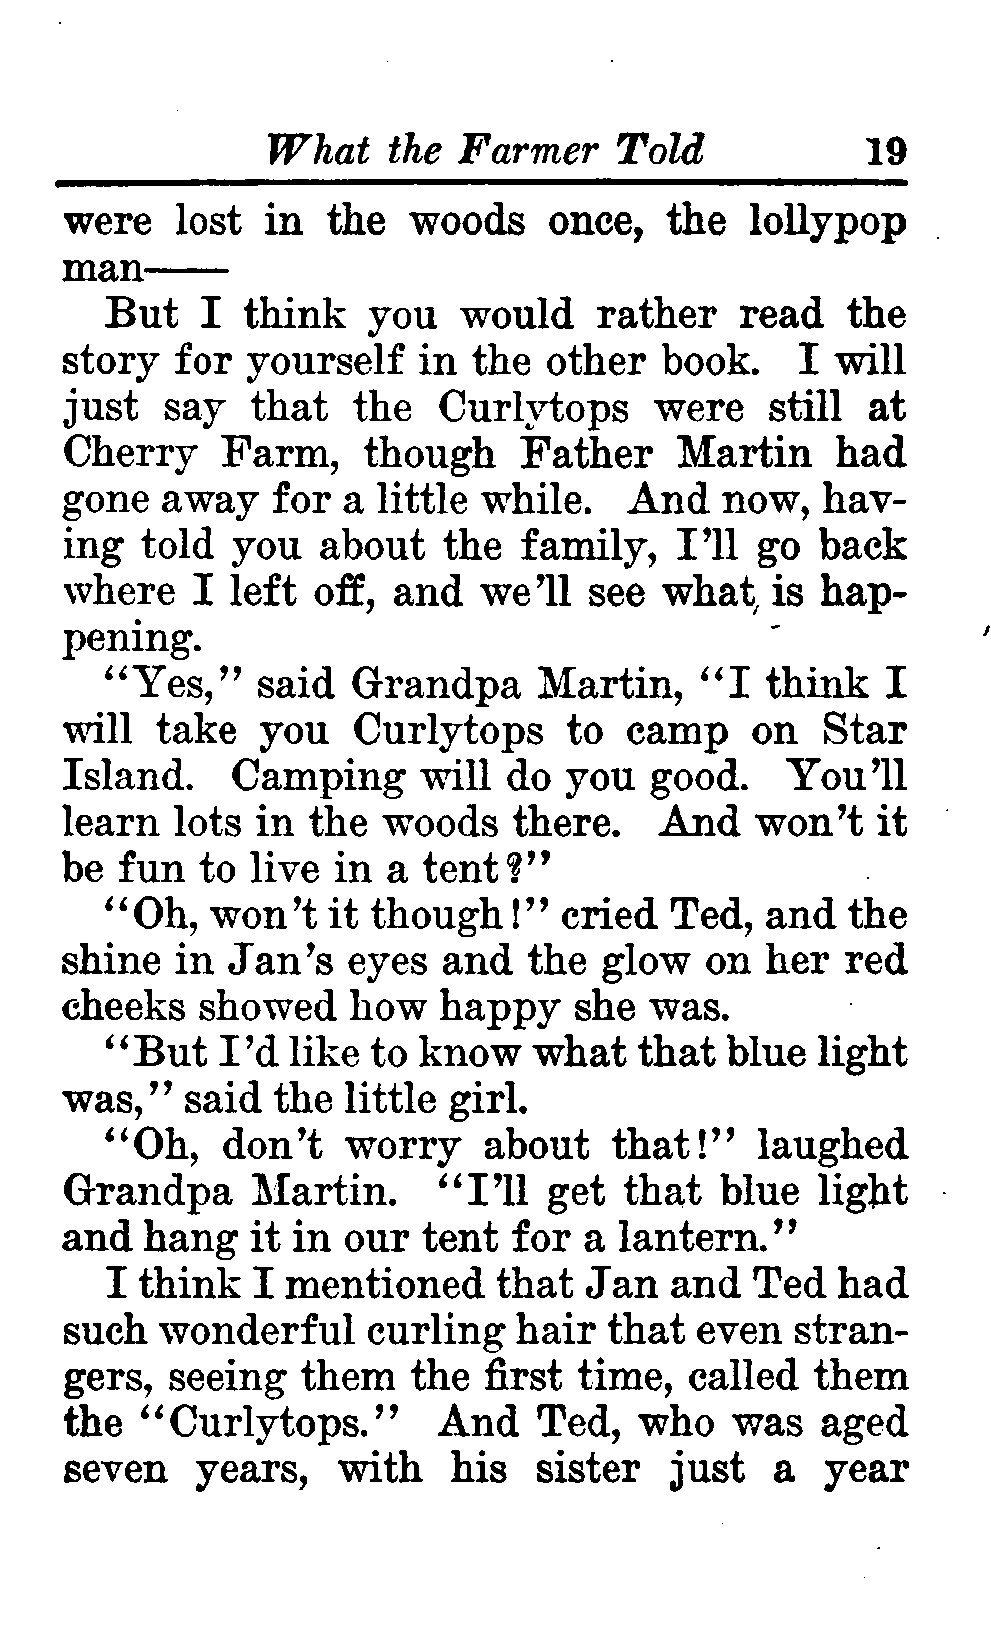 What the Farmer Told 19
were lost in the woods once, the lollypop
man——
But I think you would rather read the
story for yourself in the other book. I will
just say that the Curlytops were still at
Cherry Farm, though Father Martin had
gone away for a little while. And now, hav-
ing told you about the family, I'll go back
where I left off, and we'll see what is hap-
pening.
"Yes," said Grandpa Martin, "I think I
will take you Curlytops to camp on Star
Island. Camping will do you good. You'll
learn lots in the woods there. And won't it
be fun to live in a tent?"
"Oh, won't it though!" cried Ted, and the
shine in Jan's eyes and the glow on her red
cheeks showed how happy she was.
"But I'd like to know what that blue light
was," said the little girl.
"Oh, don't worry about that!" laughed
Grandpa Martin. "I'll get that blue light
and hang it in our tent for a lantern."
I think I mentioned that Jan and Ted had
such wonderful curling hair that even stran-
gers, seeing them the first time, called them
the "Curlytops." And Ted, who was aged
seven years, with his sister just a year